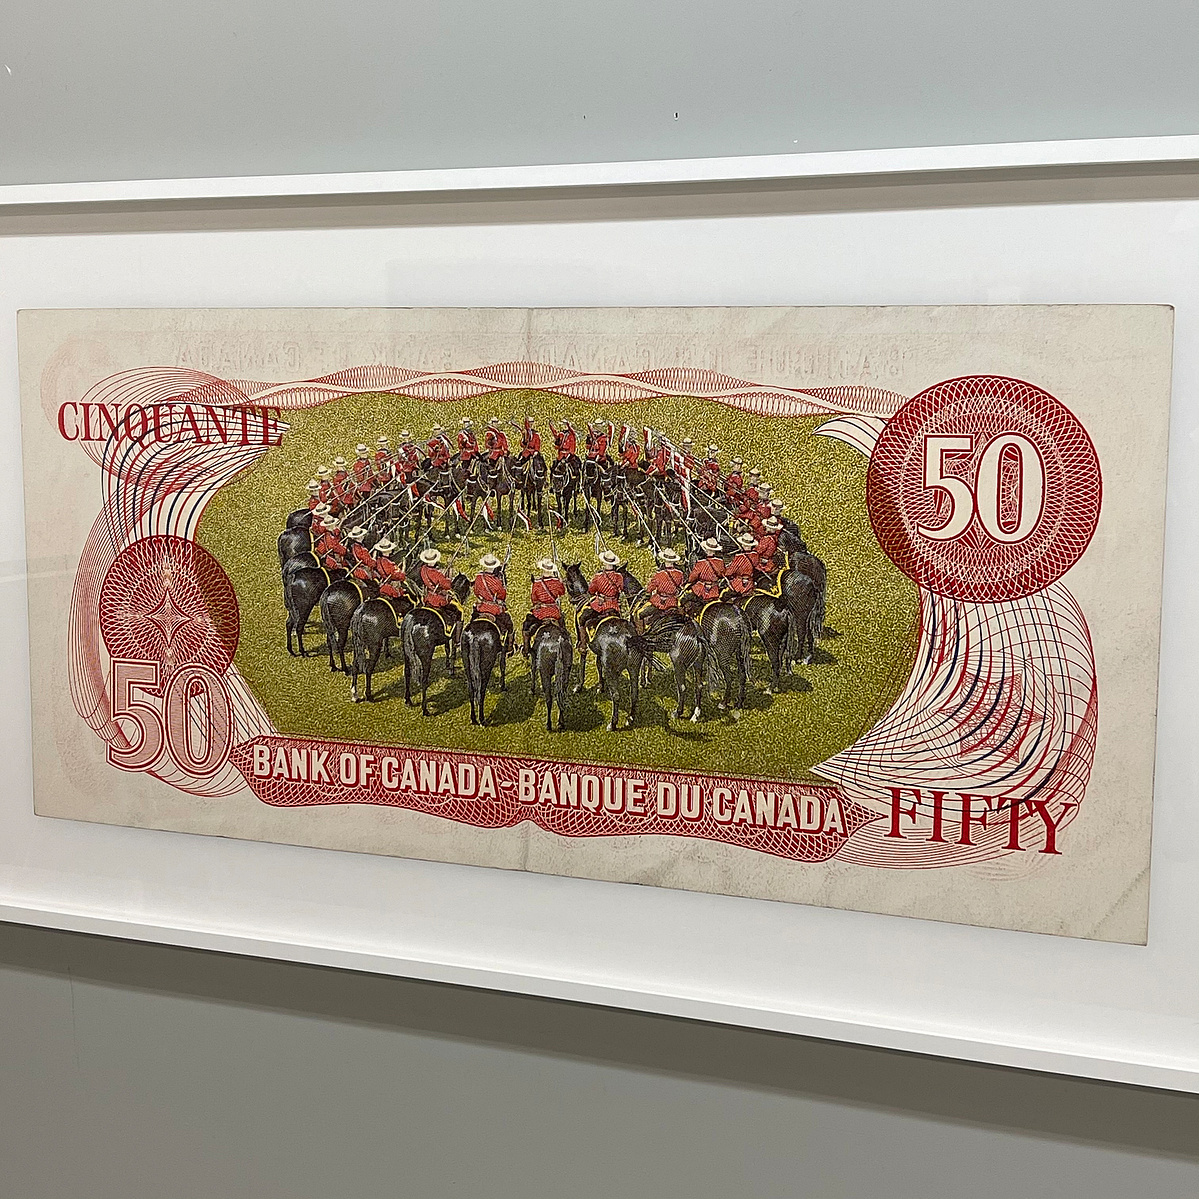 CINQUANTE
50
50
BANK OF CANADA-BANQUE DU CANADA
FIFTY